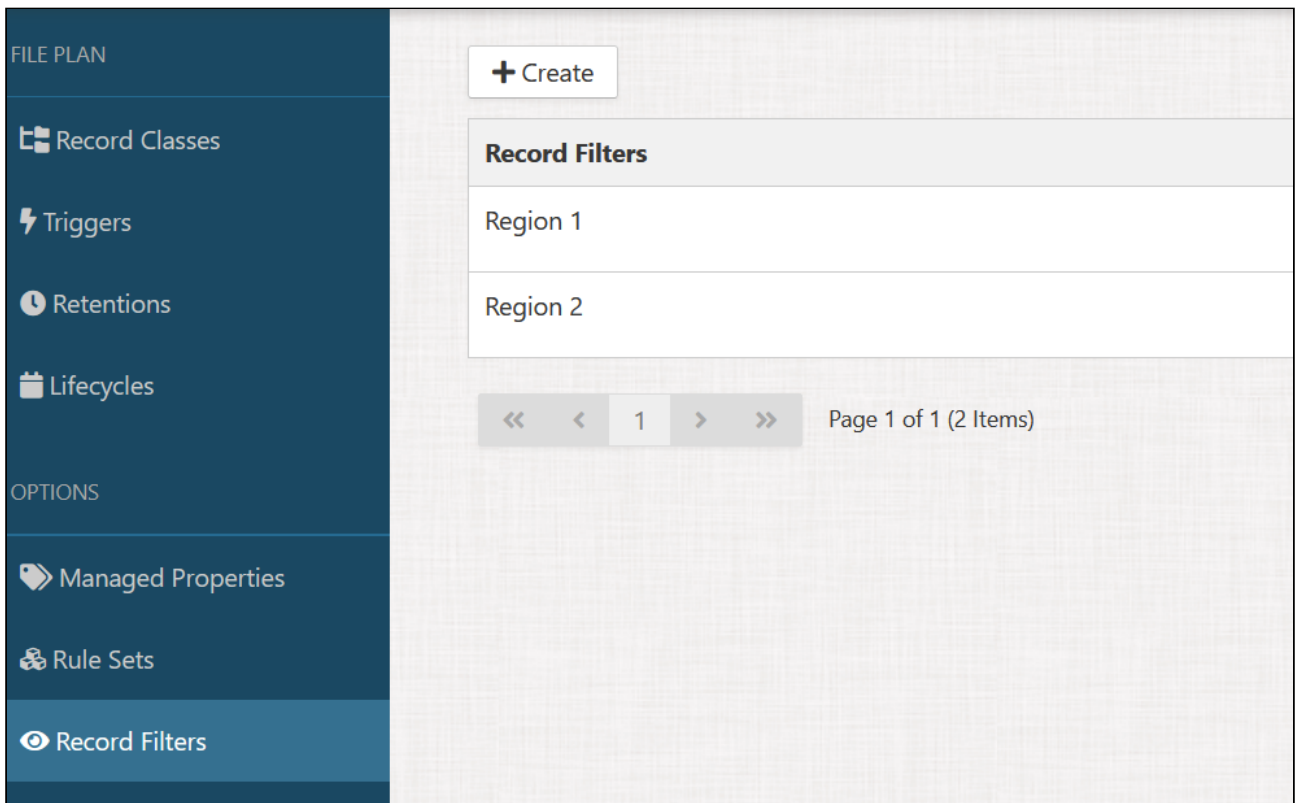 FILE PLAN
Record Classes
Triggers
Retentions
Lifecycles
OPTIONS
Managed Properties
Rule Sets
Record Filters
Create
Record Filters
Region 1
Region 2
1
Page 1 of 1 (2 Items)